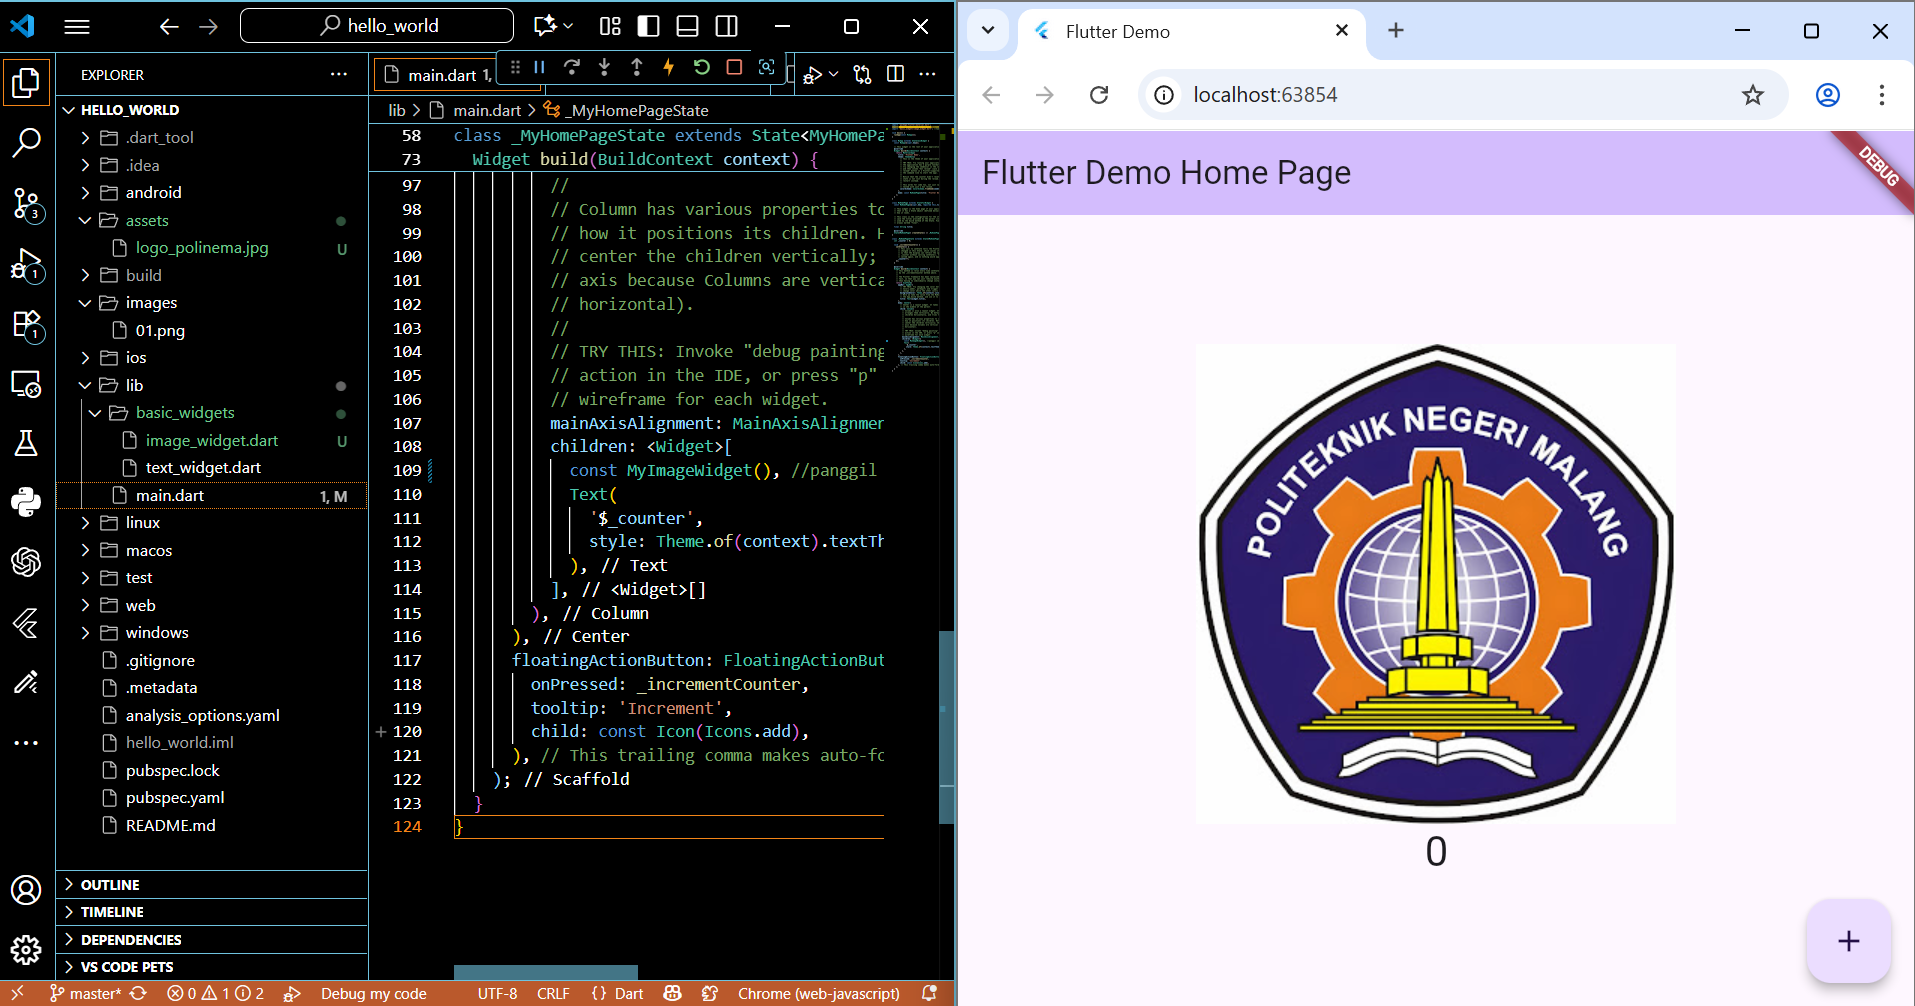 hello_world
EXPLORER
HELLO_WORLD
.dart_tool
.idea
android
assets
logo_polinema.jpg U
build
images
01.png
ios
lib
basic_widgets
image_widget.dart U
text_widget.dart
main.dart 1, M
linux
macos
test
web
windows
.gitignore
.metadata
analysis_options.yaml
hello_world.iml
pubspec.lock
pubspec.yaml
README.md
OUTLINE
TIMELINE
DEPENDENCIES
VS CODE PETS
3
1
1
main.dart 1,
lib > main.dart > _MyHomePageState
58 class _MyHomePageState extends State<MyHomePa
73 Widget build(BuildContext context) {
97 //
98 // Column has various properties to
99 // how it positions its children. H
100 // center the children vertically;
101 // axis because Columns are vertica
102 // horizontal).
103 //
104 // TRY THIS: Invoke "debug painting
105 // action in the IDE, or press "p"
106 // wireframe for each widget.
107 mainAxisAlignment: MainAxisAlignmen
108 children: <Widget>[
109 const MyImageWidget(), //panggil
110 Text(
111 '$_counter',
112 style: Theme.of(context).textTh
113 ), // Text
114 ], // <Widget>[]
115 ), // Column
116 ), // Center
117 floatingActionButton: FloatingActionBut
118 onPressed: _incrementCounter,
119 tooltip: 'Increment',
120 child: const Icon(Icons.add),
121 ), // This trailing comma makes auto-fo
122 ); // Scaffold
123 }
124 }
master* 0 1 2 Debug my code UTF-8 CRLF {} Dart Chrome (web-javascript)
Flutter Demo
localhost:63854
Flutter Demo Home Page
DEBUG
POLITEKNIK NEGERI MALANG
0